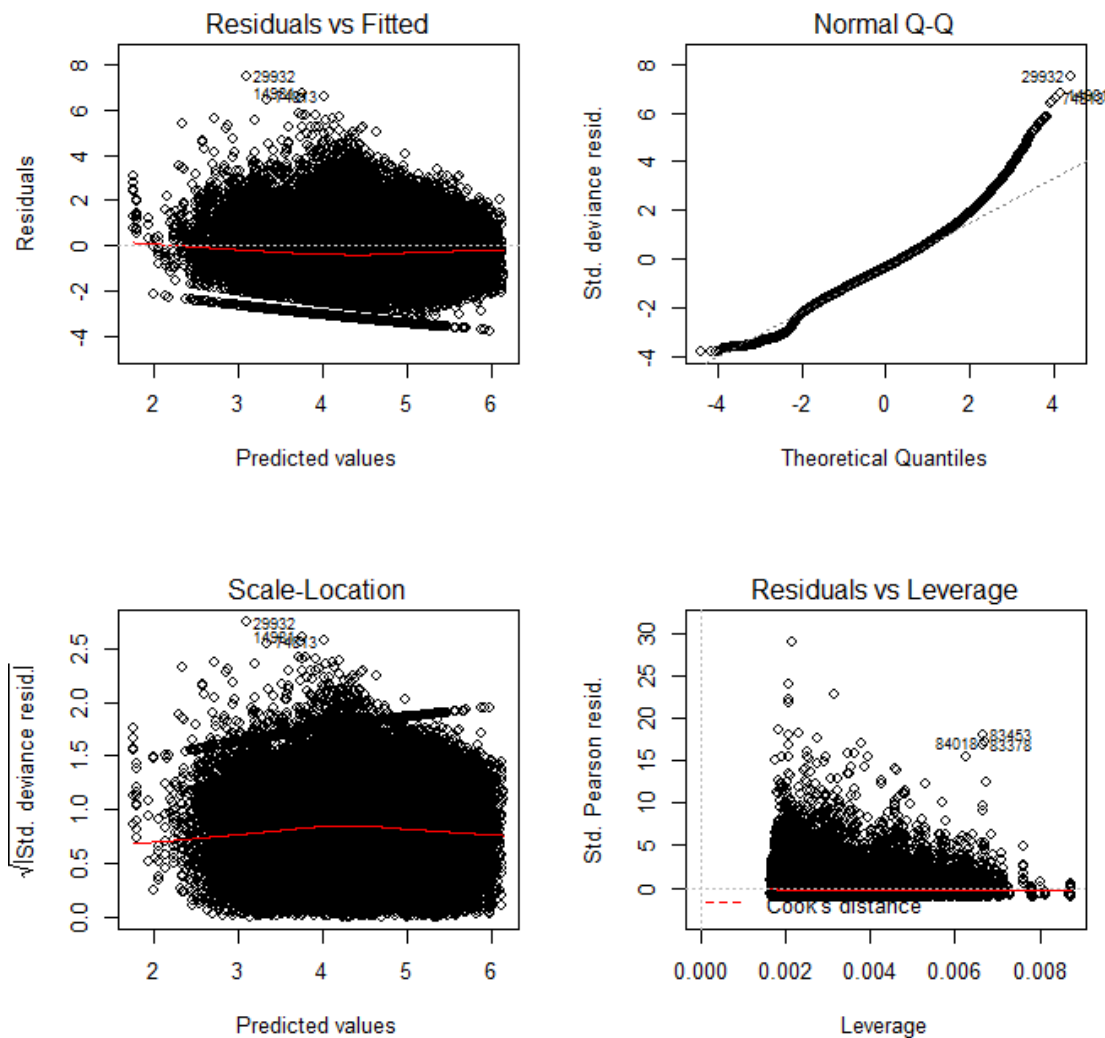 Residuals vs Fitted
Residuals
8
6
4
2
0
-2
-4
29932
2 3 4 5 6
Predicted values
Normal Q-Q
Std. deviance resid.
8
6
4
2
0
-2
-4
29932
-4 -2 0 2 4
Theoretical Quantiles
Scale-Location
√|Std. deviance resid.|
2.5
2.0
1.5
1.0
0.5
0.0
29932
2 3 4 5 6
Predicted values
Residuals vs Leverage
Std. Pearson resid.
30
25
20
15
10
5
0
83453
84018
83378
Cook's distance
0.000 0.002 0.004 0.006 0.008
Leverage